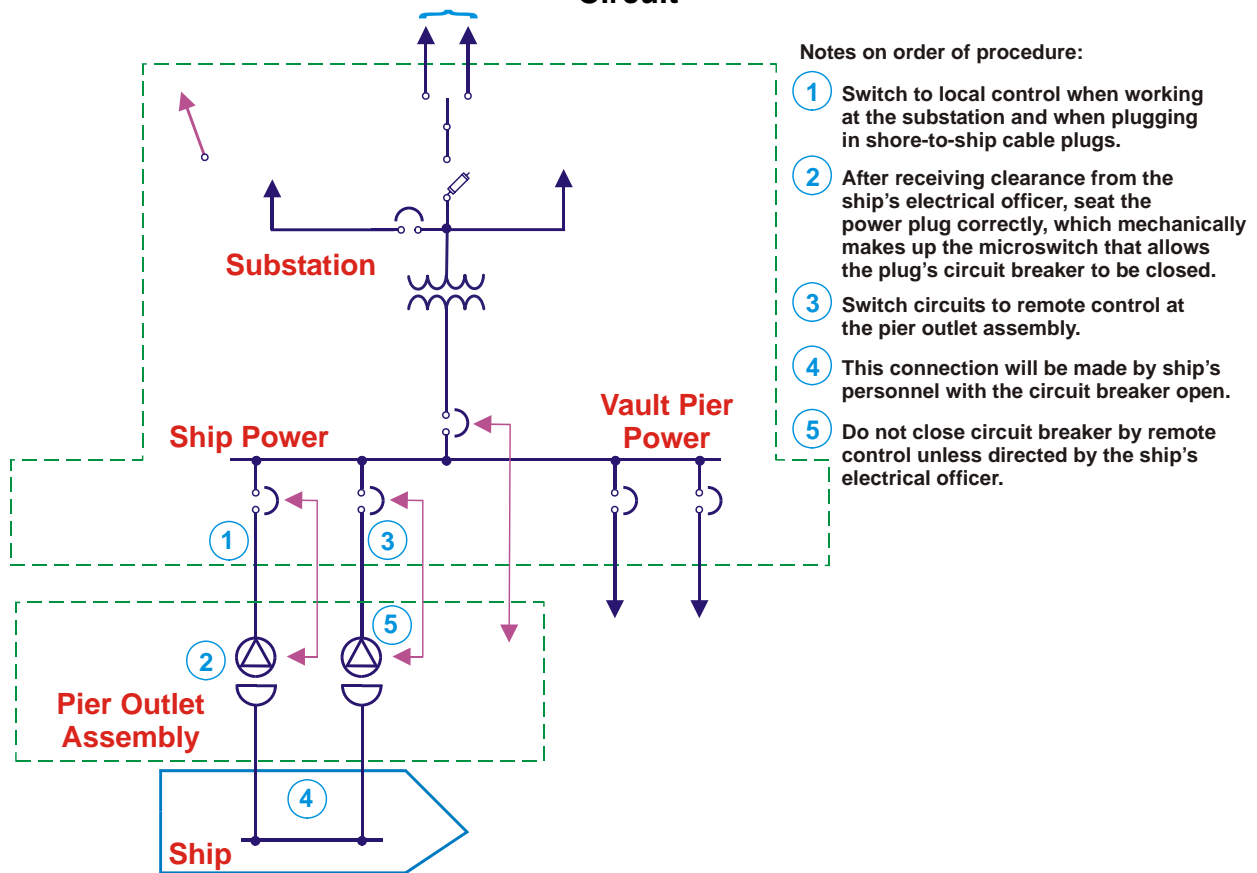 Circuit
Notes on order of procedure:
1 Switch to local control when working
at the substation and when plugging
in shore-to-ship cable plugs.
2 After receiving clearance from the
ship's electrical officer, seat the
power plug correctly, which mechanically
makes up the microswitch that allows
the plug's circuit breaker to be closed.
3 Switch circuits to remote control at
the pier outlet assembly.
4 This connection will be made by ship's
personnel with the circuit breaker open.
5 Do not close circuit breaker by remote
control unless directed by the ship's
electrical officer.
Substation
Ship Power
Vault Pier
Power
1
3
5
2
Pier Outlet
Assembly
4
Ship